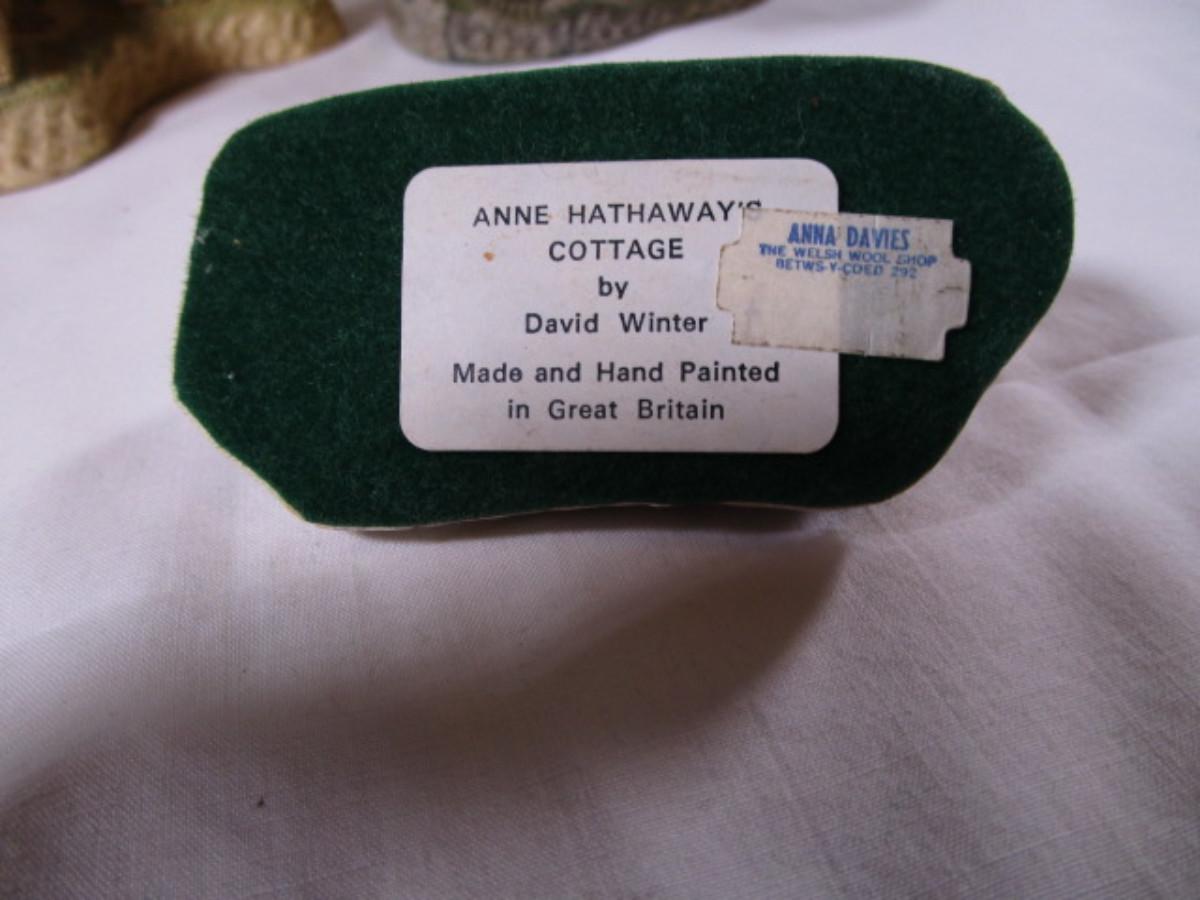 ANNE HATHAWAY'S
COTTAGE
by
David Winter
Made and Hand Painted
in Great Britain
ANNA DAVIES
THE WELSH WOOL SHOP
BETWS-Y-COED 292